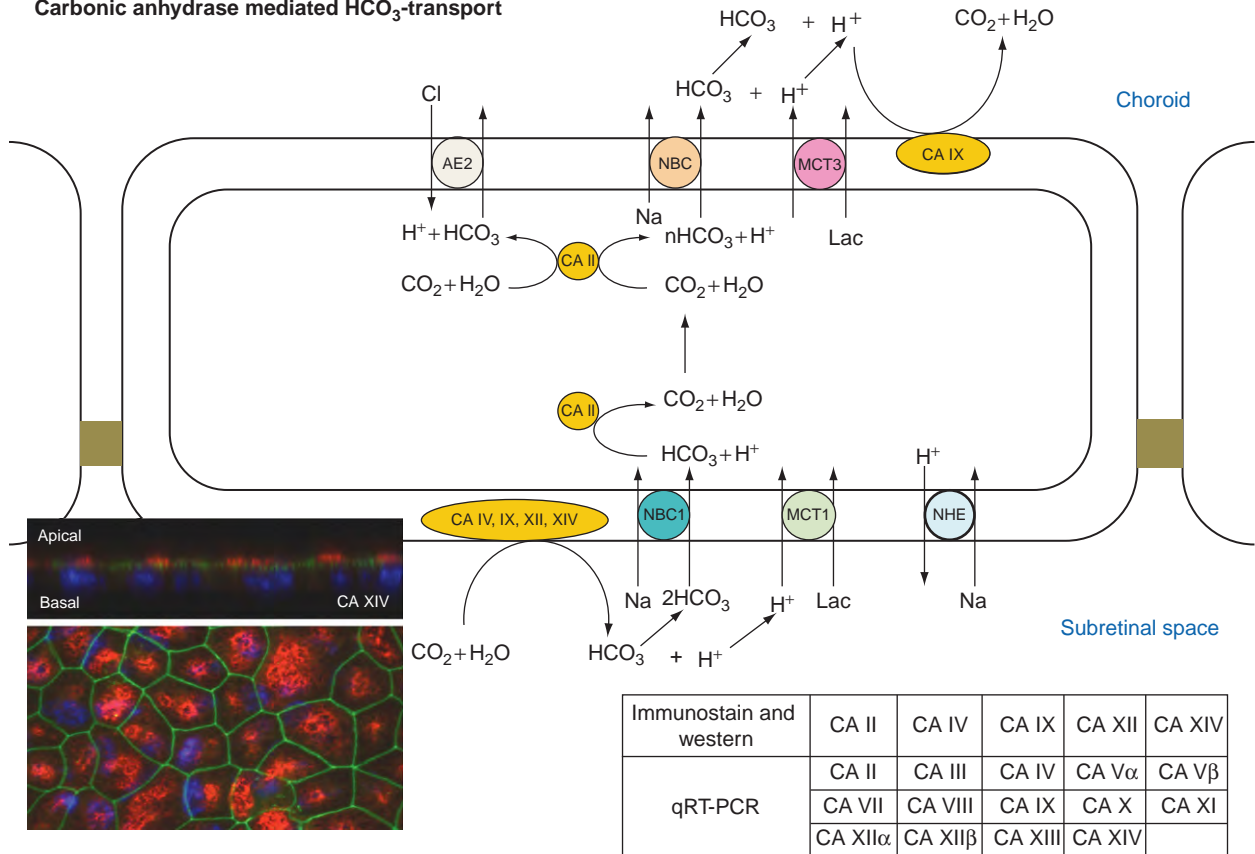 Carbonic anhydrase mediated HCO₃-transport
HCO₃ + H⁺ CO₂+H₂O
HCO₃ + H⁺
Choroid
Cl
AE2 NBC MCT3 CA IX
Na
H⁺+HCO₃ nHCO₃+H⁺ Lac
CA II
CO₂+H₂O CO₂+H₂O
CO₂+H₂O
CA II
HCO₃+H⁺ H⁺
CA IV, IX, XII, XIV NBC1 MCT1 NHE
Apical
Basal CA XIV
Na 2HCO₃ H⁺ Lac Na
CO₂+H₂O HCO₃ + H⁺
Subretinal space
Immunostain and western CA II CA IV CA IX CA XII CA XIV
qRT-PCR CA II CA III CA IV CA Vα CA Vβ
CA VII CA VIII CA IX CA X CA XI
CA XIIα CA XIIβ CA XIII CA XIV